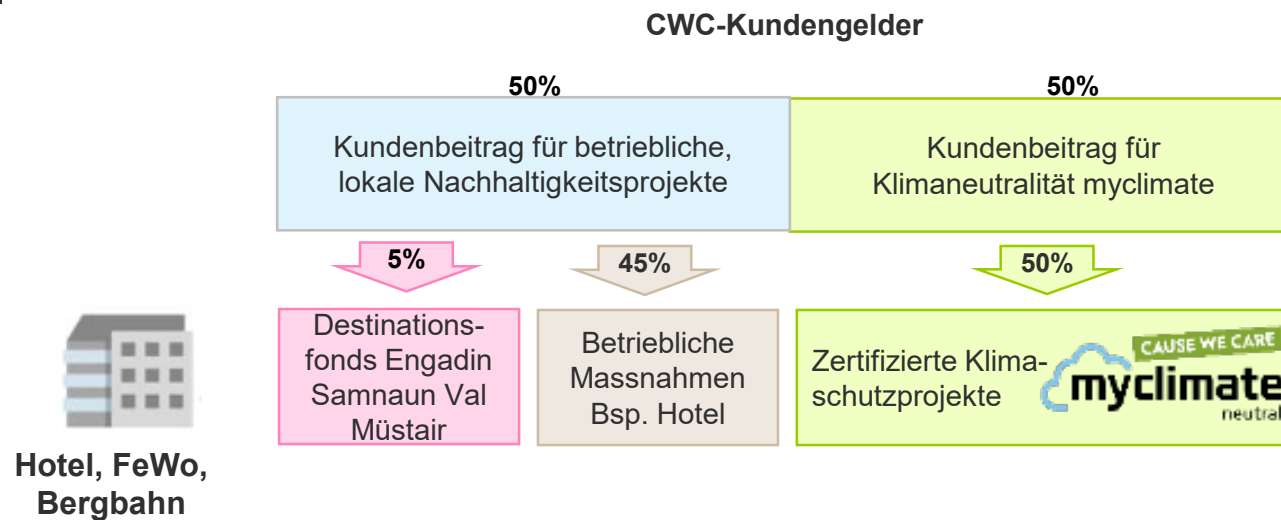 CWC-Kundengelder
50%
50%
Kundenbeitrag für betriebliche,
lokale Nachhaltigkeitsprojekte
Kundenbeitrag für
Klimaneutralität myclimate
5%
45%
50%
Destinations-
fonds Engadin
Samnaun Val
Müstair
Betriebliche
Massnahmen
Bsp. Hotel
Zertifizierte Klima-
schutzprojekte
CAUSE WE CARE
myclimate
neutral
Hotel, FeWo,
Bergbahn